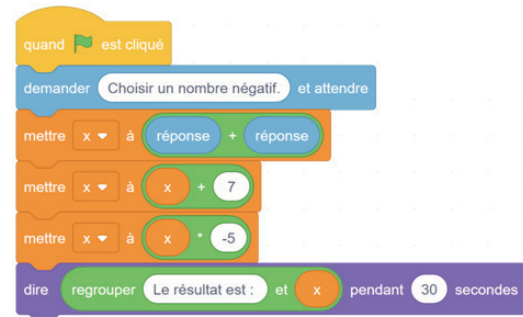 quand est cliqué
demander Choisir un nombre négatif. et attendre
mettre x à réponse + réponse
mettre x à x + 7
mettre x à x * -5
dire regrouper Le résultat est : et x pendant 30 secondes